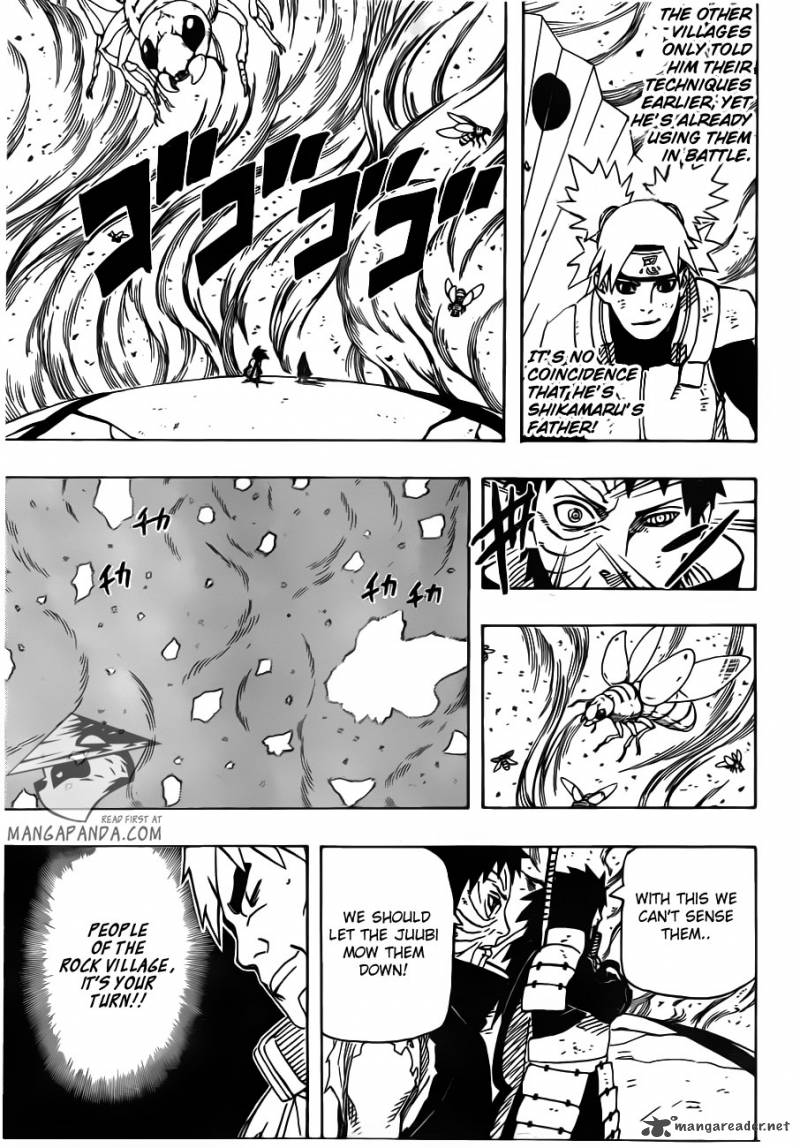 THE OTHER
VILLAGES
ONLY TOLD
HIM THEIR
TECHNIQUES
EARLIER, YET
HE'S ALREADY
USING THEM
IN BATTLE.
忍
IT'S NO
COINCIDENCE
THAT HE'S
SHIKAMARU'S
FATHER!
ゴゴゴゴ
チカ
チカ
チカ
チカ
READ FIRST AT
MANGAPANDA.COM
WITH THIS WE
CAN'T SENSE
THEM..
WE SHOULD
LET THE JUUBI
MOW THEM
DOWN!
PEOPLE
OF THE
ROCK VILLAGE,
IT'S YOUR
TURN!!
mangareader.net